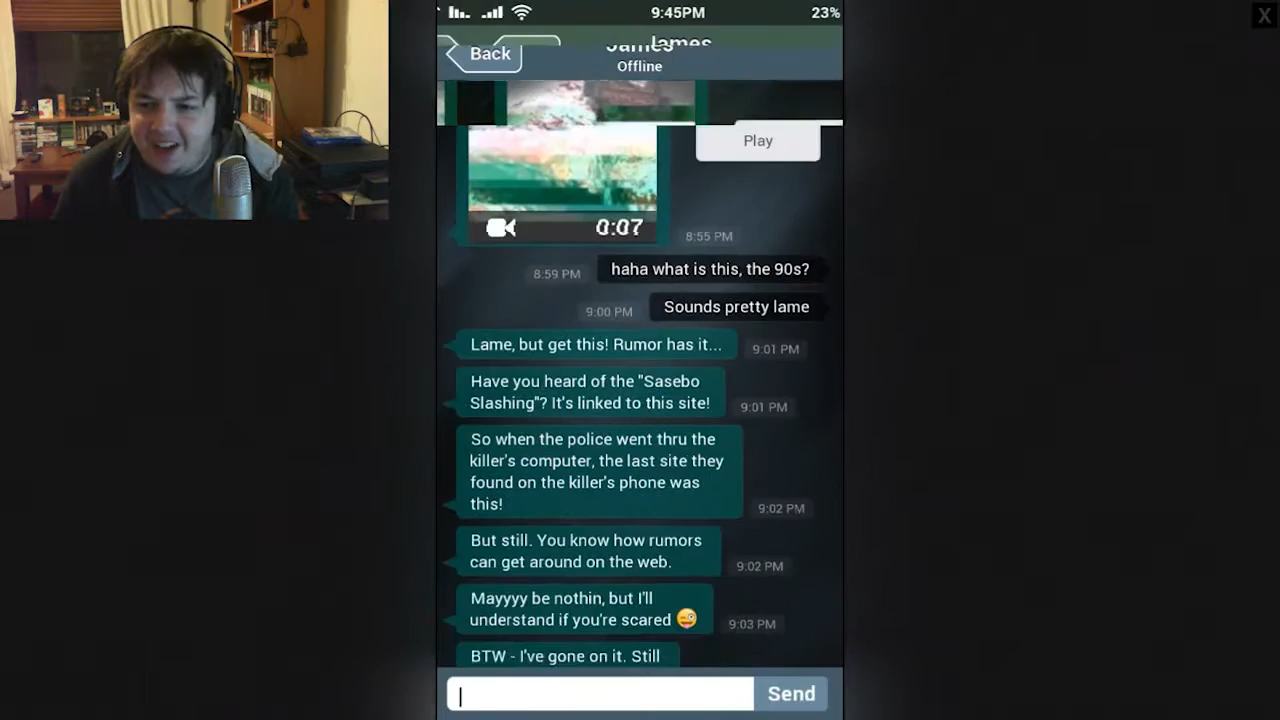 9:45PM
23%
X
James
James
Back
Offline
Play
0:07
8:55 PM
haha what is this, the 90s?
8:59 PM
Sounds pretty lame
9:00 PM
Lame, but get this! Rumor has it...
9:01 PM
Have you heard of the "Sasebo
Slashing"? It's linked to this site!
9:01 PM
So when the police went thru the
killer's computer, the last site they
found on the killer's phone was
this!
9:02 PM
But still. You know how rumors
can get around on the web.
9:02 PM
Mayyyy be nothin, but I'll
understand if you're scared 😜
9:03 PM
BTW - I've gone on it. Still
Send